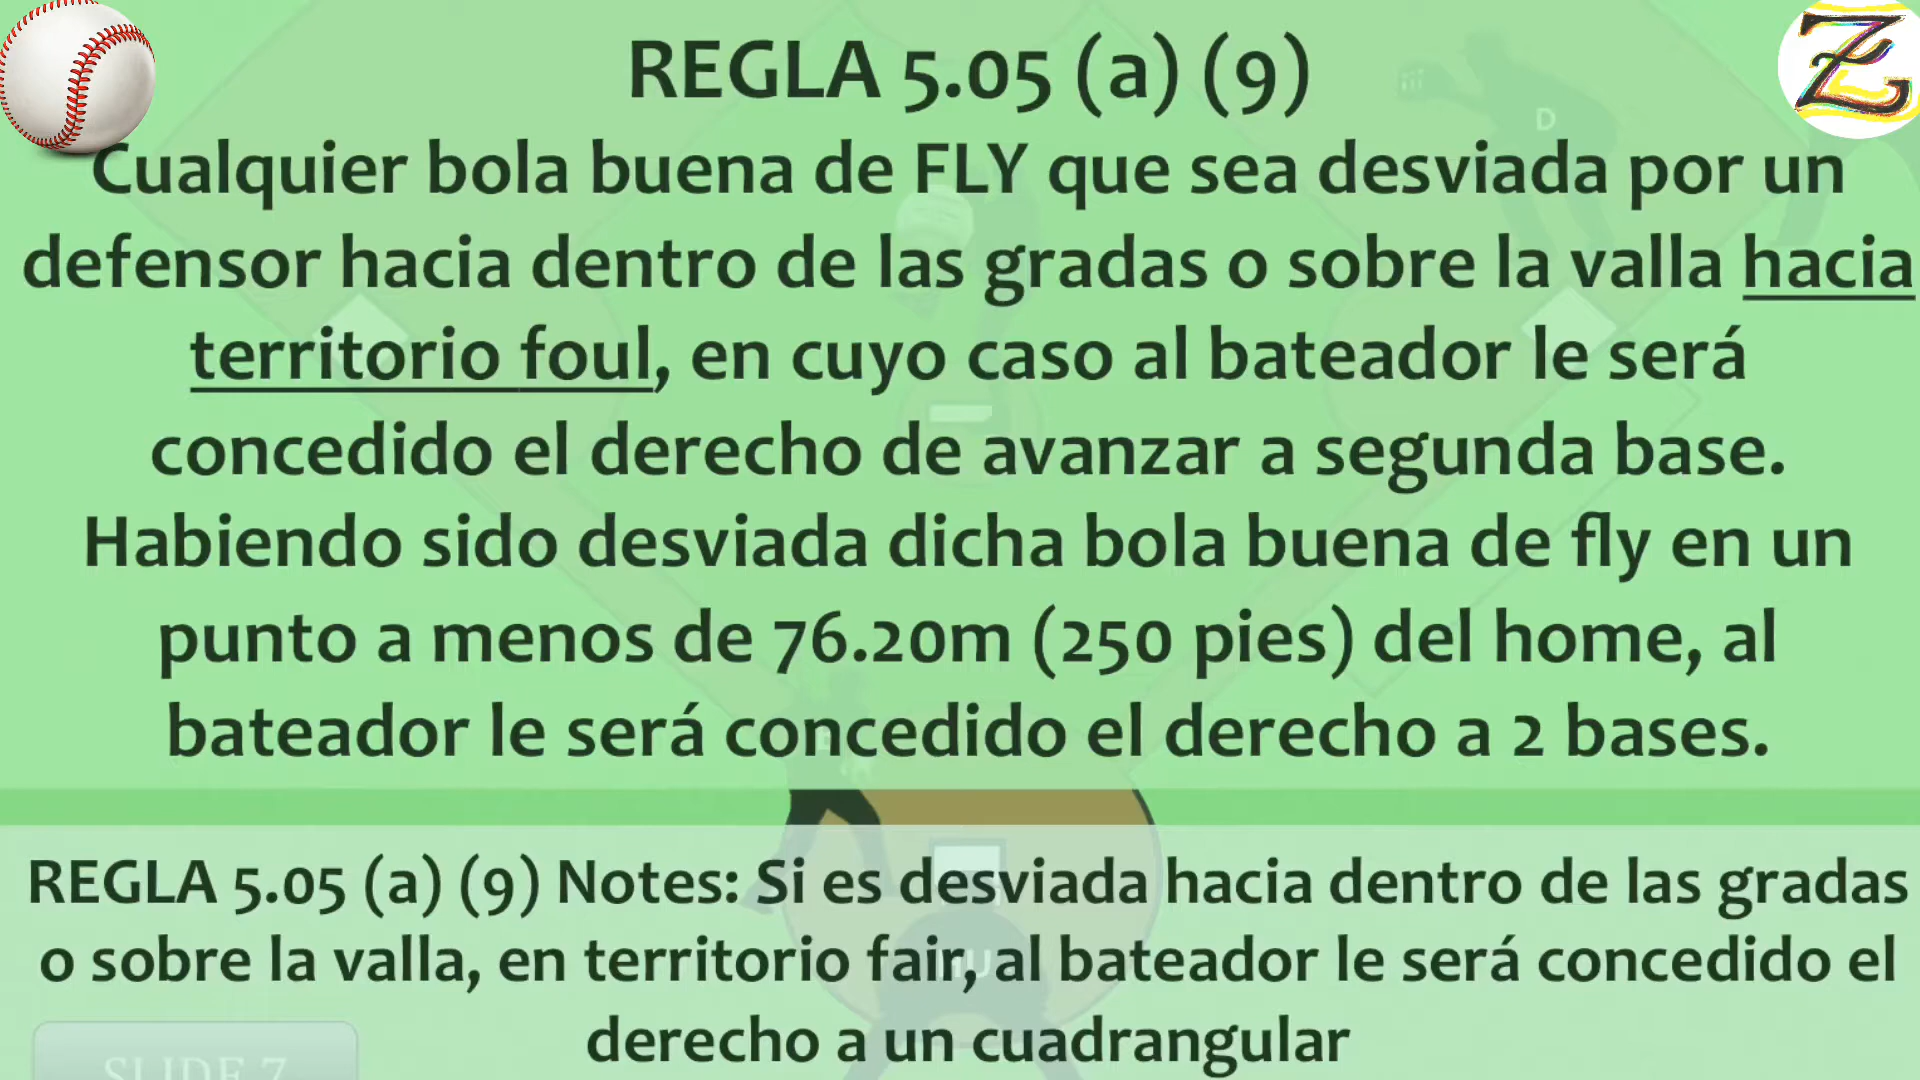 REGLA 5.05 (a) (9)
Cualquier bola buena de FLY que sea desviada por un
defensor hacia dentro de las gradas o sobre la valla hacia
territorio foul, en cuyo caso al bateador le será
concedido el derecho de avanzar a segunda base.
Habiendo sido desviada dicha bola buena de fly en un
punto a menos de 76.20m (250 pies) del home, al
bateador le será concedido el derecho a 2 bases.
REGLA 5.05 (a) (9) Notes: Si es desviada hacia dentro de las gradas
o sobre la valla, en territorio fair, al bateador le será concedido el
derecho a un cuadrangular
SLIDE 7
Z
D